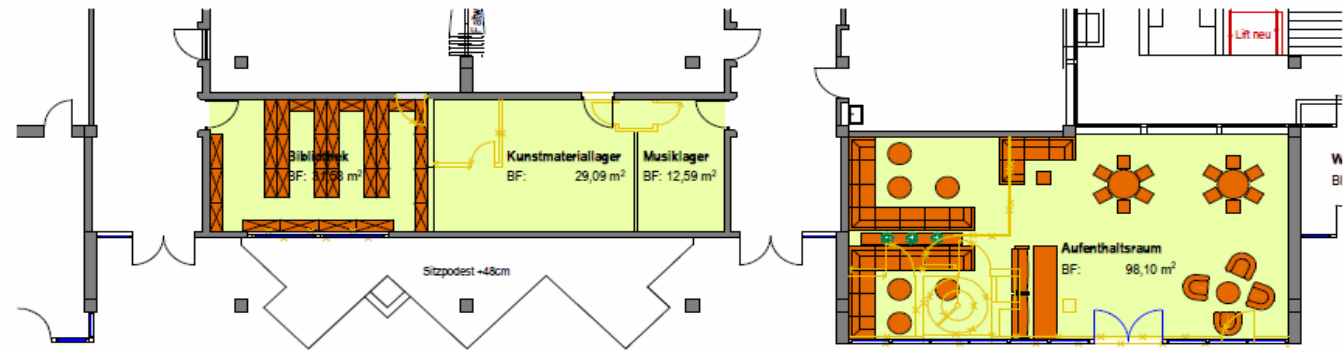 Lift neu
Bibliothek
BF: 31,58 m²
Kunstmateriallager
BF: 29,09 m²
Musiklager
BF: 12,59 m²
Sitzpodest +48cm
Aufenthaltsraum
BF: 98,10 m²
W